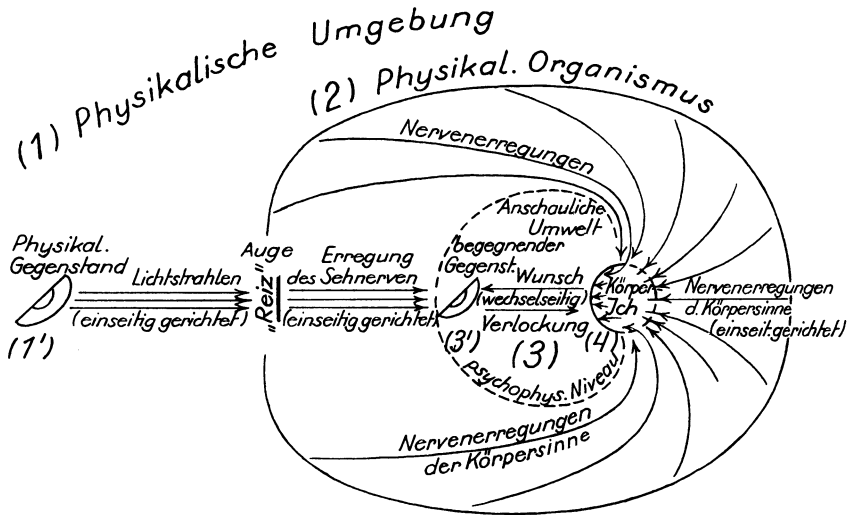 (1) Physikalische Umgebung
(2) Physikal. Organismus
Nervenerregungen
Anschauliche
Umwelt
Physikal.
Gegenstand
Lichtstrahlen
(einseitig gerichtet)
(1')
Auge
"Reiz"
Erregung
des Sehnerven
(einseitig gerichtet)
"begegnender
Gegenst."
Wunsch
(wechselseitig)
Verlockung
(3')
(3)
(4)
Körper-
Ich
Nervenerregungen
d. Körpersinne
(einseit. gerichtet)
psychophys. Niveau
Nervenerregungen
der Körpersinne